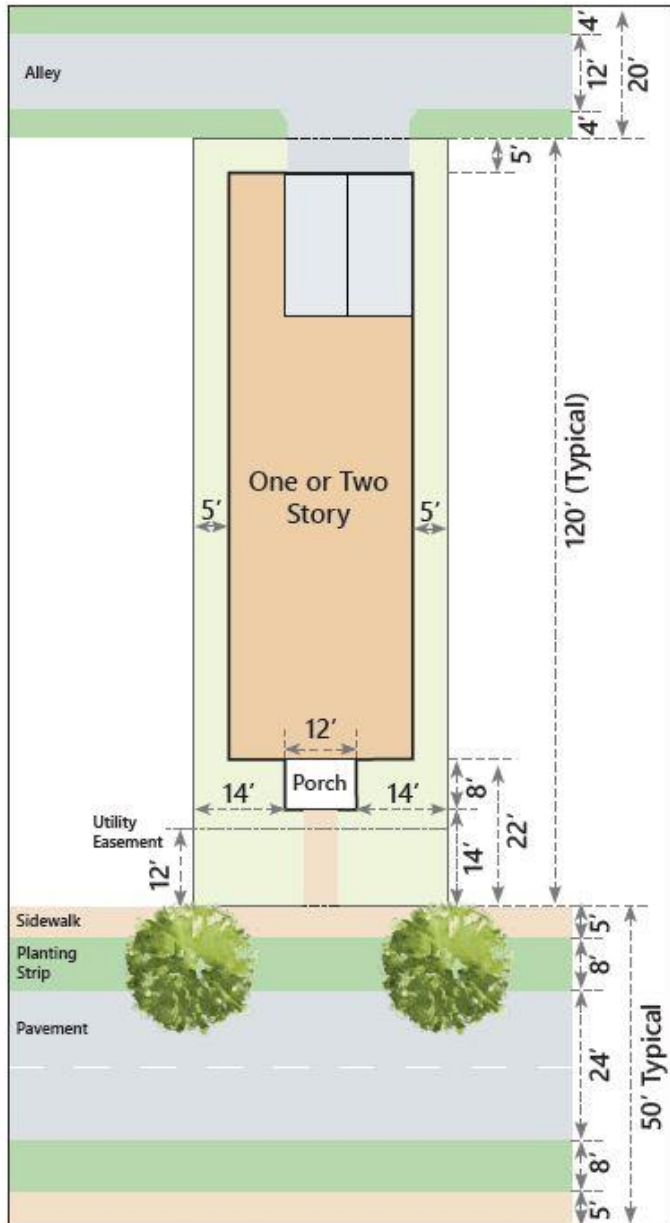 4’
Alley
12’
20’
4’
5’
120’ (Typical)
One or Two
Story
5’
5’
12’
Porch
8’
14’
14’
22’
Utility
Easement
12’
14’
Sidewalk
5’
Planting
Strip
8’
Pavement
24’
50’ Typical
8’
5’